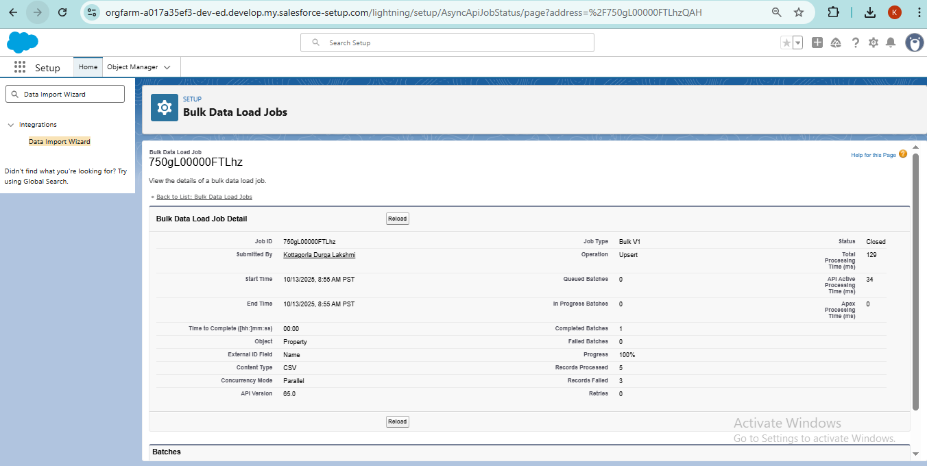 orgfarm-a017a35ef3-dev-ed.develop.my.salesforce-setup.com/lightning/setup/AsyncApiJobStatus/page?address=%2F750gL00000FTLhzQAH
K
Search Setup
Setup
Home
Object Manager
Data Import Wizard
Integrations
Data Import Wizard
Didn't find what you're looking for? Try
using Global Search.
SETUP
Bulk Data Load Jobs
Bulk Data Load Job
750gL00000FTLhz
Help for this Page
View the details of a bulk data load job.
« Back to List: Bulk Data Load Jobs
Bulk Data Load Job Detail
Reload
Job ID 750gL00000FTLhz Job Type Bulk V1 Status Closed
Submitted By Kottagorla Durga Lakshmi Operation Upsert Total Processing Time (ms) 129
Start Time 10/13/2025, 8:55 AM PST Queued Batches 0 API Active Processing Time (ms) 34
End Time 10/13/2025, 8:55 AM PST In Progress Batches 0 Apex Processing Time (ms) 0
Time to Complete ([hh:]mm:ss) 00:00 Completed Batches 1
Object Property Failed Batches 0
External ID Field Name Progress 100%
Content Type CSV Records Processed 5
Concurrency Mode Parallel Records Failed 3
API Version 65.0 Retries 0
Reload
Activate Windows
Go to Settings to activate Windows.
Batches